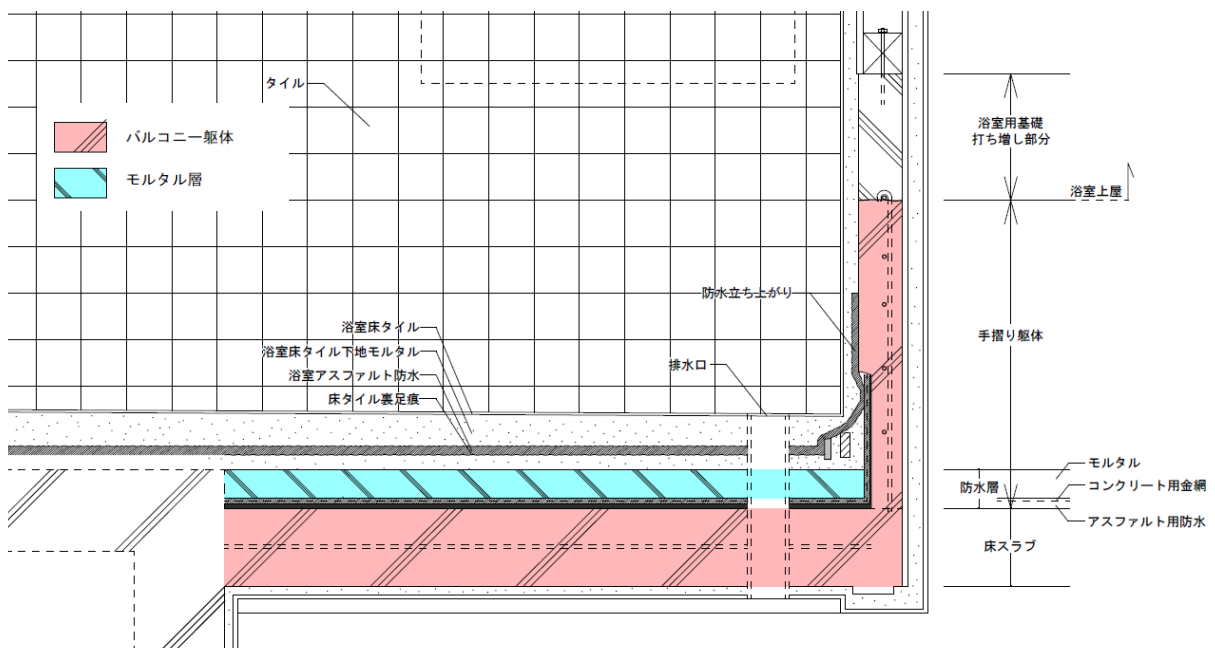 タイル
バルコニー躯体
モルタル層
浴室用基礎
打ち増し部分
浴室上屋
防水立ち上がり
手摺り躯体
浴室床タイル
浴室床タイル下地モルタル
浴室アスファルト防水
床タイル裏足痕
排水口
モルタル
防水層
コンクリート用金網
アスファルト用防水
床スラブ